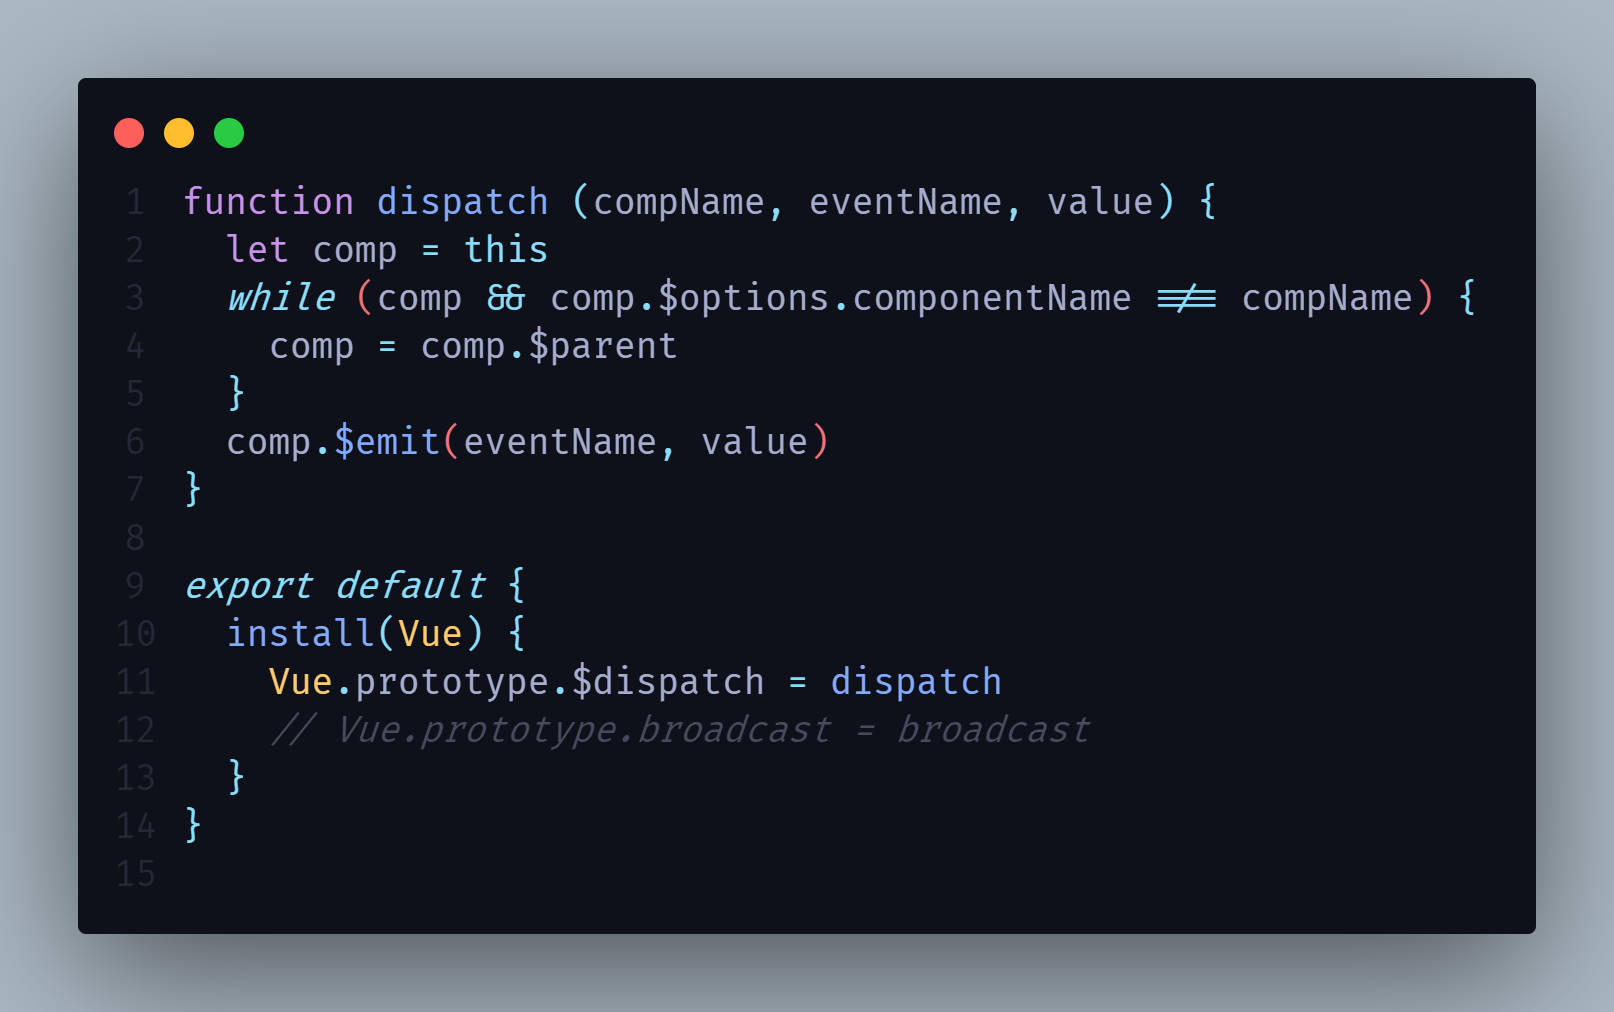 1 function dispatch (compName, eventName, value) {
2   let comp = this
3   while (comp && comp.$options.componentName !== compName) {
4     comp = comp.$parent
5   }
6   comp.$emit(eventName, value)
7 }
8
9 export default {
10   install(Vue) {
11     Vue.prototype.$dispatch = dispatch
12     // Vue.prototype.broadcast = broadcast
13   }
14 }
15